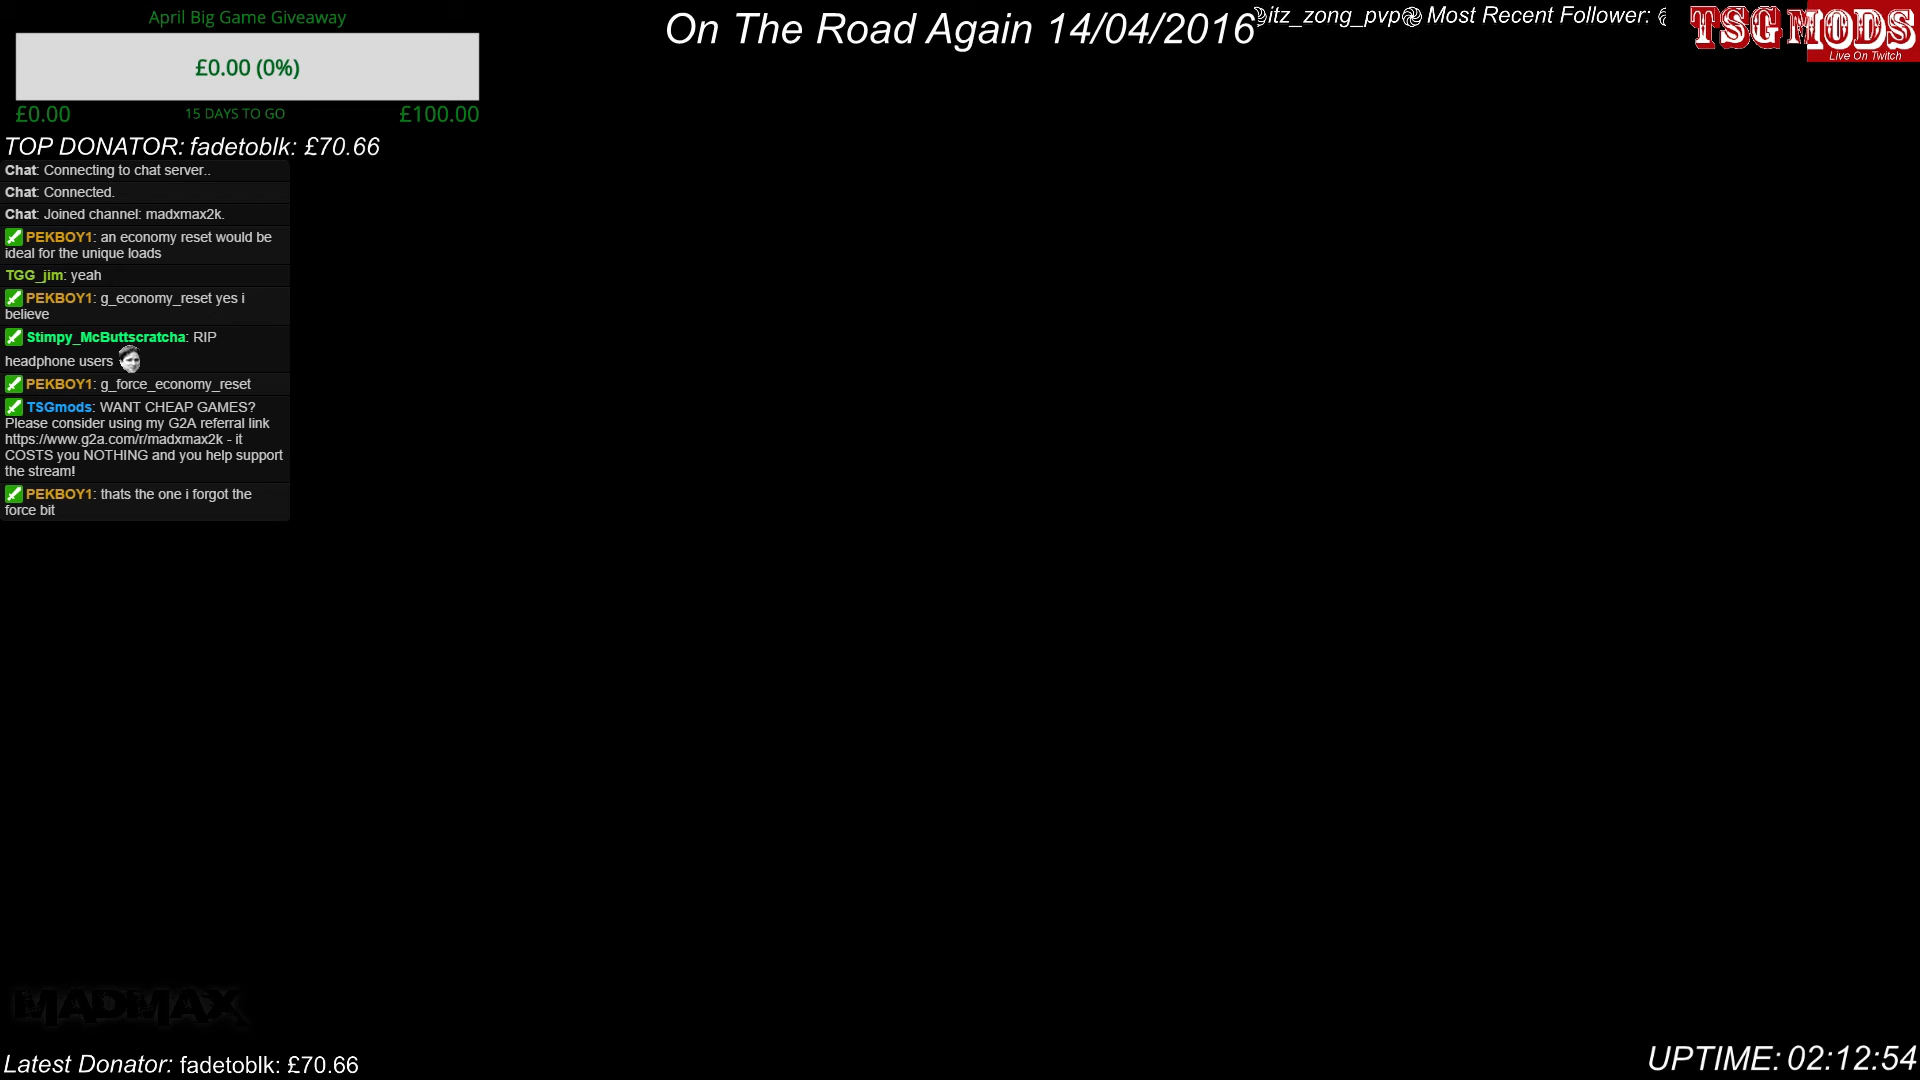 April Big Game Giveaway
£0.00 (0%)
£0.00 15 DAYS TO GO £100.00
TOP DONATOR: fadetoblk: £70.66
On The Road Again 14/04/2016
itz_zong_pvp Most Recent Follower:
TSGMODS
Live On Twitch
Chat: Connecting to chat server..
Chat: Connected.
Chat: Joined channel: madxmax2k.
PEKBOY1: an economy reset would be
ideal for the unique loads
TGG_jim: yeah
PEKBOY1: g_economy_reset yes i
believe
Stimpy_McButtscratcha: RIP
headphone users
PEKBOY1: g_force_economy_reset
TSGmods: WANT CHEAP GAMES?
Please consider using my G2A referral link
https://www.g2a.com/r/madxmax2k - it
COSTS you NOTHING and you help support
the stream!
PEKBOY1: thats the one i forgot the
force bit
MADMAX
Latest Donator: fadetoblk: £70.66
UPTIME: 02:12:54